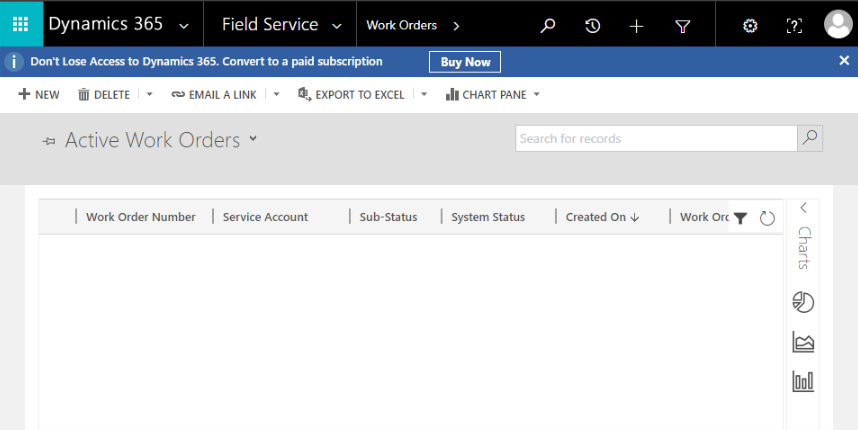 Dynamics 365 Field Service Work Orders
Don't Lose Access to Dynamics 365. Convert to a paid subscription Buy Now
NEW DELETE EMAIL A LINK EXPORT TO EXCEL CHART PANE
Active Work Orders Search for records
Work Order Number Service Account Sub-Status System Status Created On Work Orc
Charts